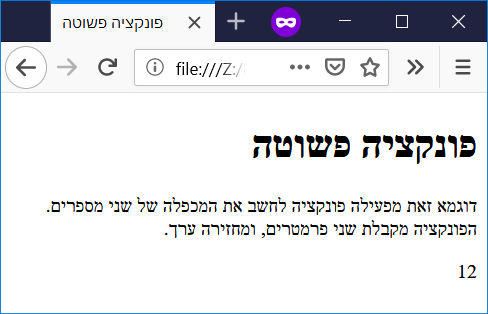 פונקציה פשוטה
file:///Z:/
פונקציה פשוטה
דוגמא זאת מפעילה פונקציה לחשב את המכפלה של שני מספרים.
הפונקציה מקבלת שני פרמטרים, ומחזירה ערך.
12